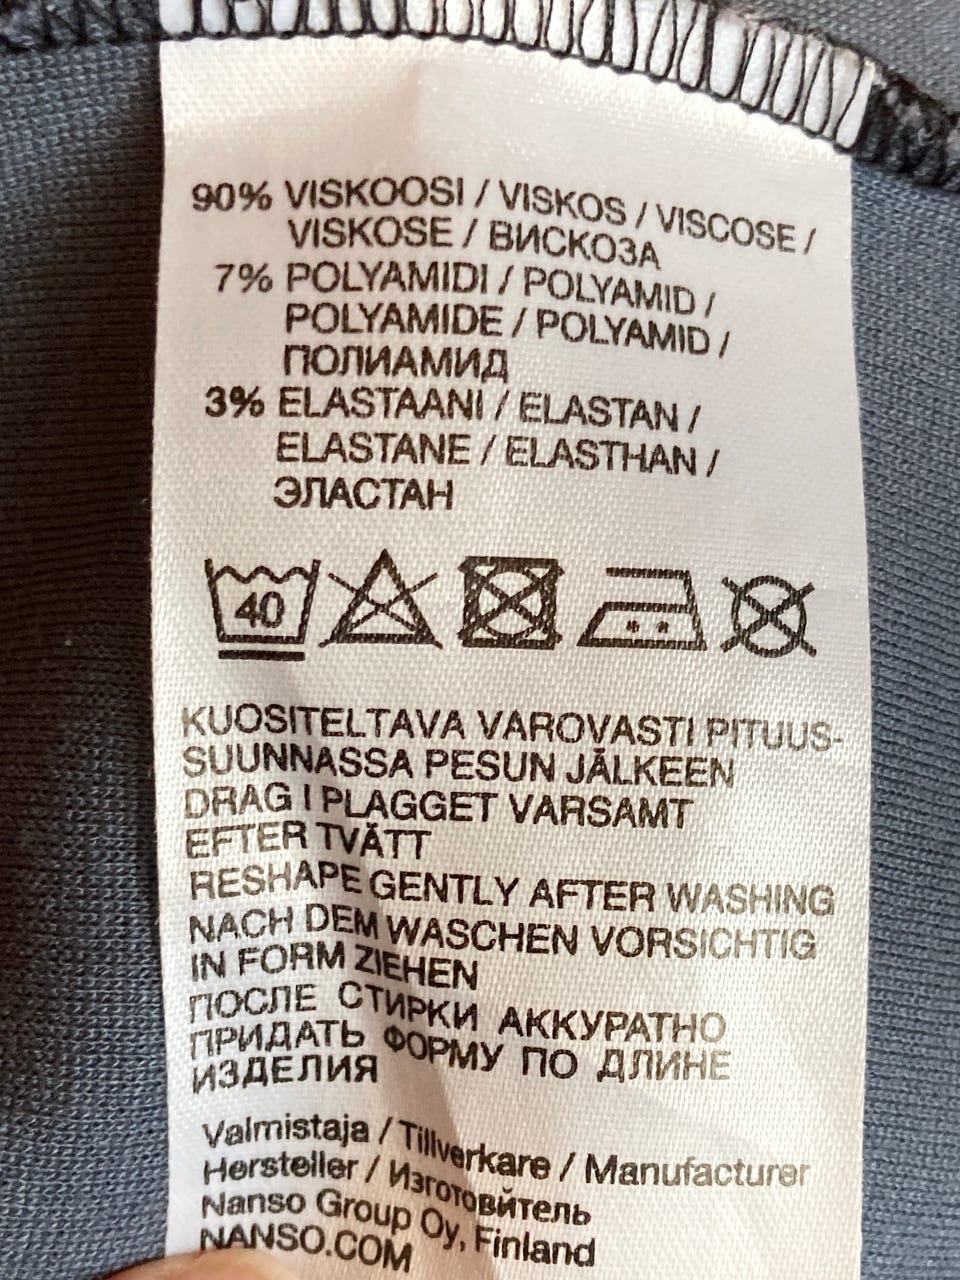 90% VISKOOSI / VISKOS / VISCOSE /
VISKOSE / ВИСКОЗА
7% POLYAMIDI / POLYAMID /
POLYAMIDE / POLYAMID /
ПОЛИАМИД
3% ELASTAANI / ELASTAN /
ELASTANE / ELASTHAN /
ЭЛАСТАН
40
KUOSITELTAVA VAROVASTI PITUUS-
SUUNNASSA PESUN JÄLKEEN
DRAG I PLAGGET VARSAMT
EFTER TVÄTT
RESHAPE GENTLY AFTER WASHING
NACH DEM WASCHEN VORSICHTIG
IN FORM ZIEHEN
ПОСЛЕ СТИРКИ АККУРАТНО
ПРИДАТЬ ФОРМУ ПО ДЛИНЕ
ИЗДЕЛИЯ
Valmistaja / Tillverkare / Manufacturer
Hersteller / Изготовйтель
Nanso Group Oy, Finland
NANSO.COM